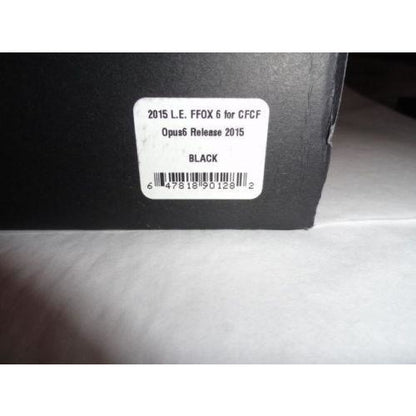 2015 L.E. FFOX 6 for CFCF
Opus6 Release 2015
BLACK
6 47818 90128 2